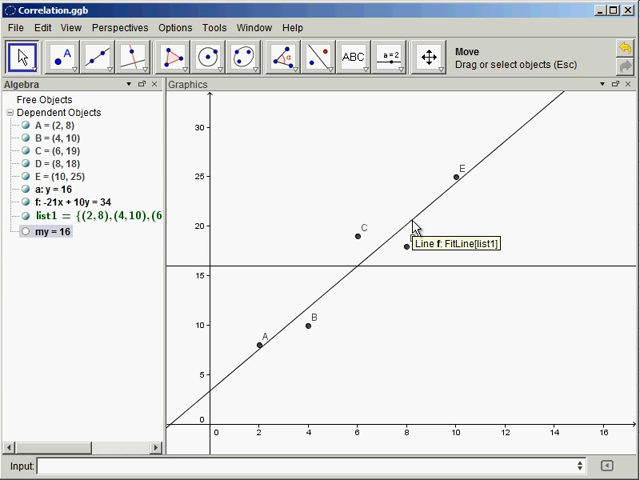 Correlation.ggb
File Edit View Perspectives Options Tools Window Help
A ABC a=2 Move
Drag or select objects (Esc)
Algebra Graphics
Free Objects
Dependent Objects
A = (2, 8)
B = (4, 10)
C = (6, 19)
D = (8, 18)
E = (10, 25)
a: y = 16
f: -21x + 10y = 34
list1 = {(2,8),(4,10),(6
my = 16
30
25
20
15
10
5
0
0 2 4 6 8 10 12 14 16
E
C
Line f: FitLine[list1]
B
A
Input: